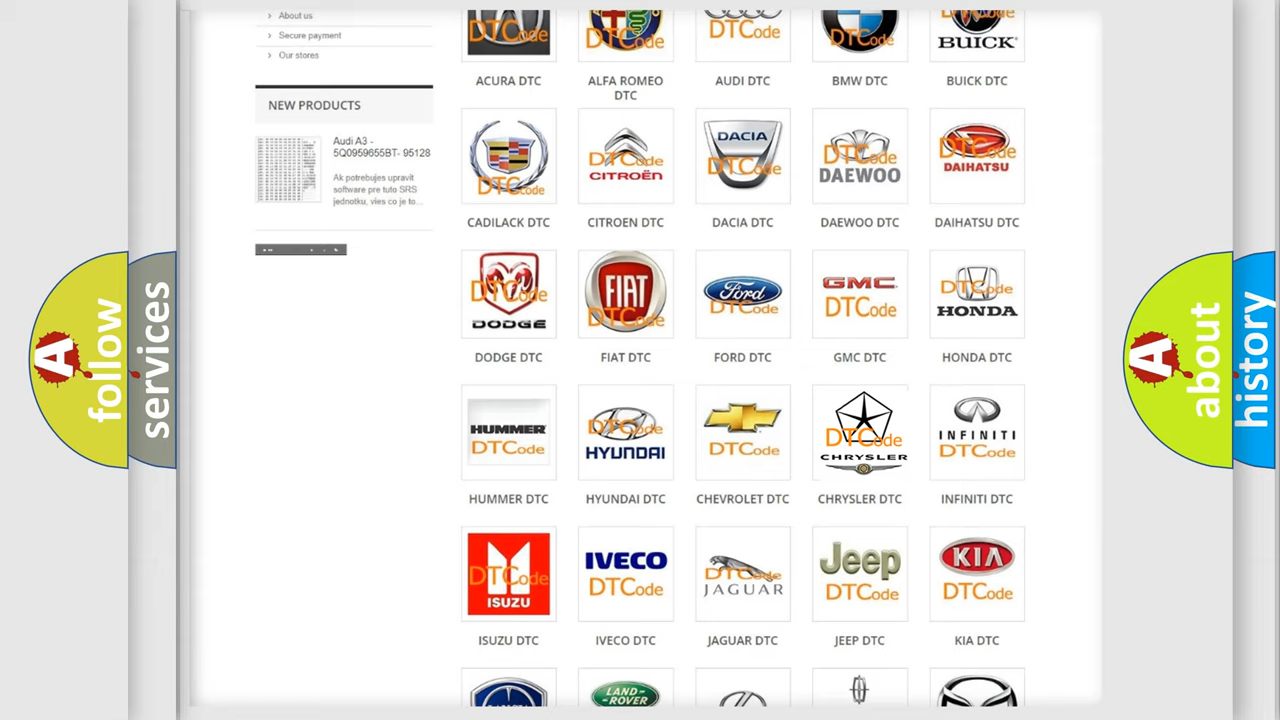 About us
Secure payment
Our stores
NEW PRODUCTS
Audi A3 -
5Q0959655BT- 95128
Ak potrebujes upravit
software pre tuto SRS
jednotku, vies co je to...
DTCode
DTCode
DTCode
DTCode
BUICK
ACURA DTC
ALFA ROMEO
DTC
AUDI DTC
BMW DTC
BUICK DTC
DTCode
DTCode
CITROËN
DACIA
DTCode
DTCode
DAEWOO
DTCode
DAIHATSU
CADILACK DTC
CITROEN DTC
DACIA DTC
DAEWOO DTC
DAIHATSU DTC
DTCode
DODGE
FIAT
DTCode
Ford
DTCode
GMC
DTCode
DTCode
HONDA
DODGE DTC
FIAT DTC
FORD DTC
GMC DTC
HONDA DTC
HUMMER
DTCode
DTCode
HYUNDAI
DTCode
DTCode
CHRYSLER
INFINITI
DTCode
HUMMER DTC
HYUNDAI DTC
CHEVROLET DTC
CHRYSLER DTC
INFINITI DTC
DTCode
ISUZU
IVECO
DTCode
DTCode
JAGUAR
Jeep
DTCode
KIA
DTCode
ISUZU DTC
IVECO DTC
JAGUAR DTC
JEEP DTC
KIA DTC
LAND-
ROVER
A
follow
services
A
about
history